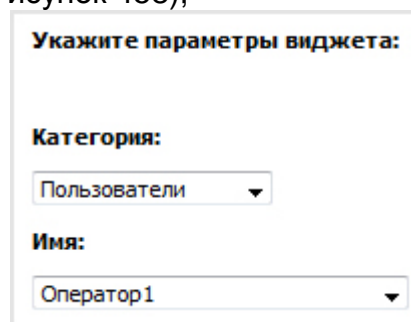 Укажите параметры виджета:
Категория:
Пользователи
Имя:
Оператор1